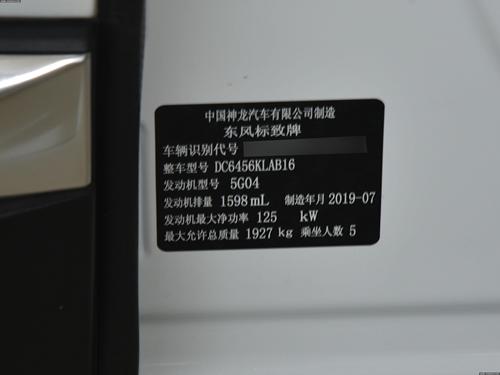 中国神龙汽车有限公司制造
东风标致牌
车辆识别代号
整车型号 DC6456KLAB16
发动机型号 5G04
发动机排量 1598 mL 制造年月 2019-07
发动机最大净功率 125 kW
最大允许总质量 1927 kg 乘坐人数 5